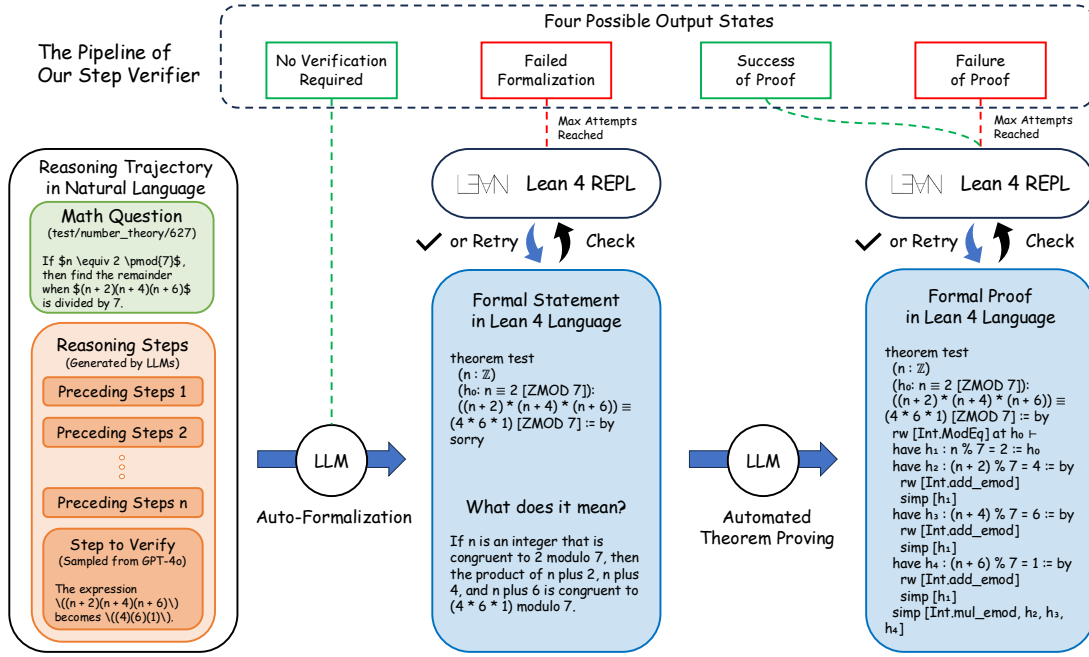 The Pipeline of
Our Step Verifier
Four Possible Output States
No Verification
Required
Failed
Formalization
Success
of Proof
Failure
of Proof
Max Attempts
Reached
Max Attempts
Reached
Reasoning Trajectory
in Natural Language
Math Question
(test/number_theory/627)
If $n \equiv 2 \pmod{7}$,
then find the remainder
when $(n + 2)(n + 4)(n + 6)$
is divided by 7.
Reasoning Steps
(Generated by LLMs)
Preceding Steps 1
Preceding Steps 2
Preceding Steps n
Step to Verify
(Sampled from GPT-4o)
The expression
\((n + 2)(n + 4)(n + 6)\)
becomes \((4)(6)(1)\).
LLM
Auto-Formalization
LEAN Lean 4 REPL
✓ or Retry
Check
Formal Statement
in Lean 4 Language
theorem test
(n : ℤ)
(h₀: n ≡ 2 [ZMOD 7]):
((n + 2) * (n + 4) * (n + 6)) ≡
(4 * 6 * 1) [ZMOD 7] := by
sorry
What does it mean?
If n is an integer that is
congruent to 2 modulo 7, then
the product of n plus 2, n plus
4, and n plus 6 is congruent to
(4 * 6 * 1) modulo 7.
LLM
Automated
Theorem Proving
LEAN Lean 4 REPL
✓ or Retry
Check
Formal Proof
in Lean 4 Language
theorem test
(n : ℤ)
(h₀: n ≡ 2 [ZMOD 7]):
((n + 2) * (n + 4) * (n + 6)) ≡
(4 * 6 * 1) [ZMOD 7] := by
rw [Int.ModEq] at h₀ ⊢
have h₁ : n % 7 = 2 := h₀
have h₂ : (n + 2) % 7 = 4 := by
rw [Int.add_emod]
simp [h₁]
have h₃ : (n + 4) % 7 = 6 := by
rw [Int.add_emod]
simp [h₁]
have h₄ : (n + 6) % 7 = 1 := by
rw [Int.add_emod]
simp [h₁]
simp [Int.mul_emod, h₂, h₃,
h₄]